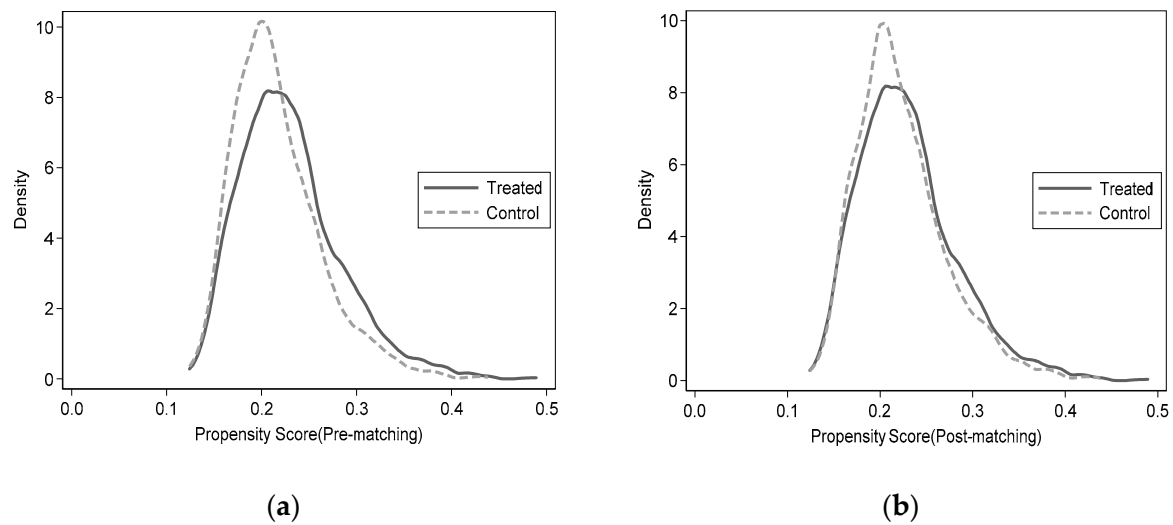 10
8
6
4
2
0
Density
Treated
Control
0.0 0.1 0.2 0.3 0.4 0.5
Propensity Score(Pre-matching)
(a)
10
8
6
4
2
0
Density
Treated
Control
0.0 0.1 0.2 0.3 0.4 0.5
Propensity Score(Post-matching)
(b)